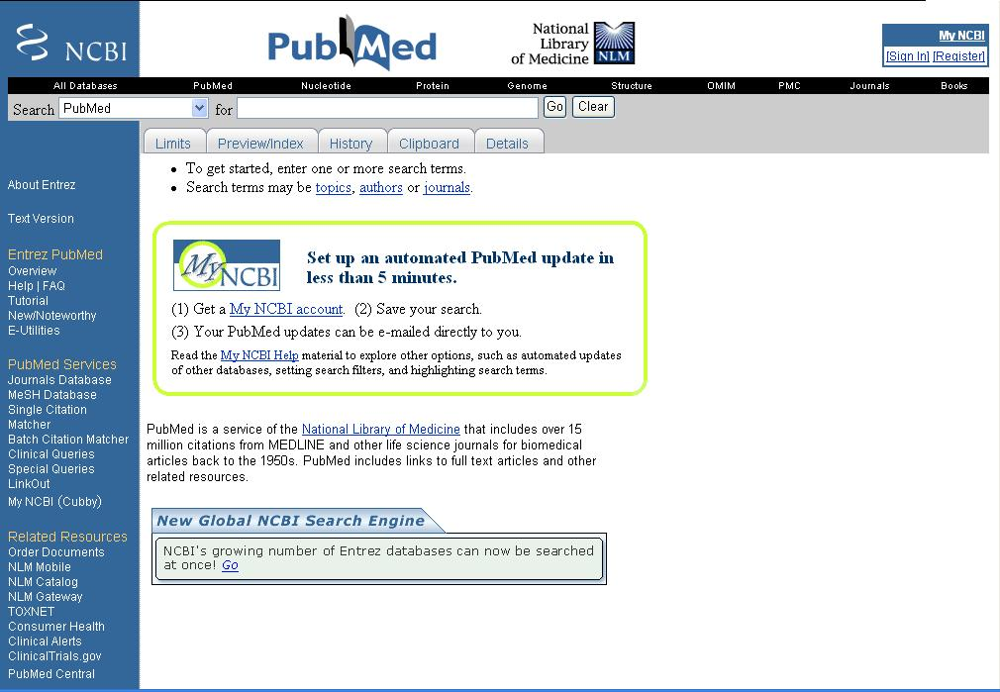 NCBI
PubMed
National
Library
of Medicine NLM
My NCBI
[Sign In] [Register]
All Databases PubMed Nucleotide Protein Genome Structure OMIM PMC Journals Books
Search PubMed for Go Clear
Limits Preview/Index History Clipboard Details
About Entrez
Text Version
Entrez PubMed
Overview
Help | FAQ
Tutorial
New/Noteworthy
E-Utilities
PubMed Services
Journals Database
MeSH Database
Single Citation
Matcher
Batch Citation Matcher
Clinical Queries
Special Queries
LinkOut
My NCBI (Cubby)
Related Resources
Order Documents
NLM Mobile
NLM Catalog
NLM Gateway
TOXNET
Consumer Health
Clinical Alerts
ClinicalTrials.gov
PubMed Central
• To get started, enter one or more search terms.
• Search terms may be topics, authors or journals.
My NCBI
Set up an automated PubMed update in
less than 5 minutes.
(1) Get a My NCBI account. (2) Save your search.
(3) Your PubMed updates can be e-mailed directly to you.
Read the My NCBI Help material to explore other options, such as automated updates
of other databases, setting search filters, and highlighting search terms.
PubMed is a service of the National Library of Medicine that includes over 15
million citations from MEDLINE and other life science journals for biomedical
articles back to the 1950s. PubMed includes links to full text articles and other
related resources.
New Global NCBI Search Engine
NCBI's growing number of Entrez databases can now be searched
at once! Go